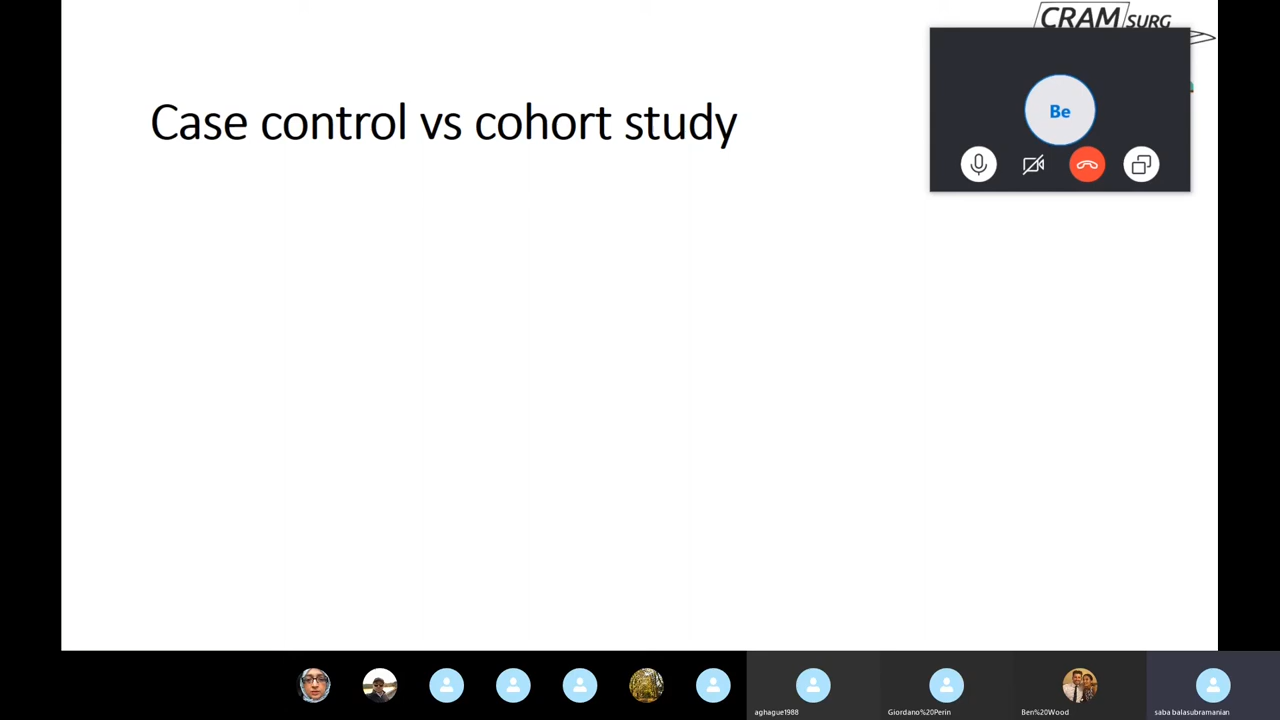 CRAM SURG
Case control vs cohort study
Be
aghague1988
Giordano%20Perin
Ben%20Wood
saba balasubramanian